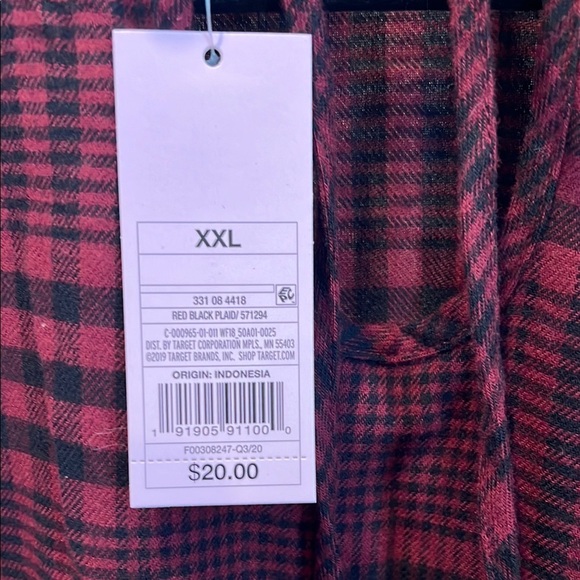 XXL
331 08 4418
RED BLACK PLAID/ 571294
C-000965-01-011 WF18_50A01-0025
DIST. BY TARGET CORPORATION MPLS., MN 55403
©2019 TARGET BRANDS, INC. SHOP TARGET.COM
ORIGIN: INDONESIA
1 91905 91100 0
F00308247-Q3/20
$20.00